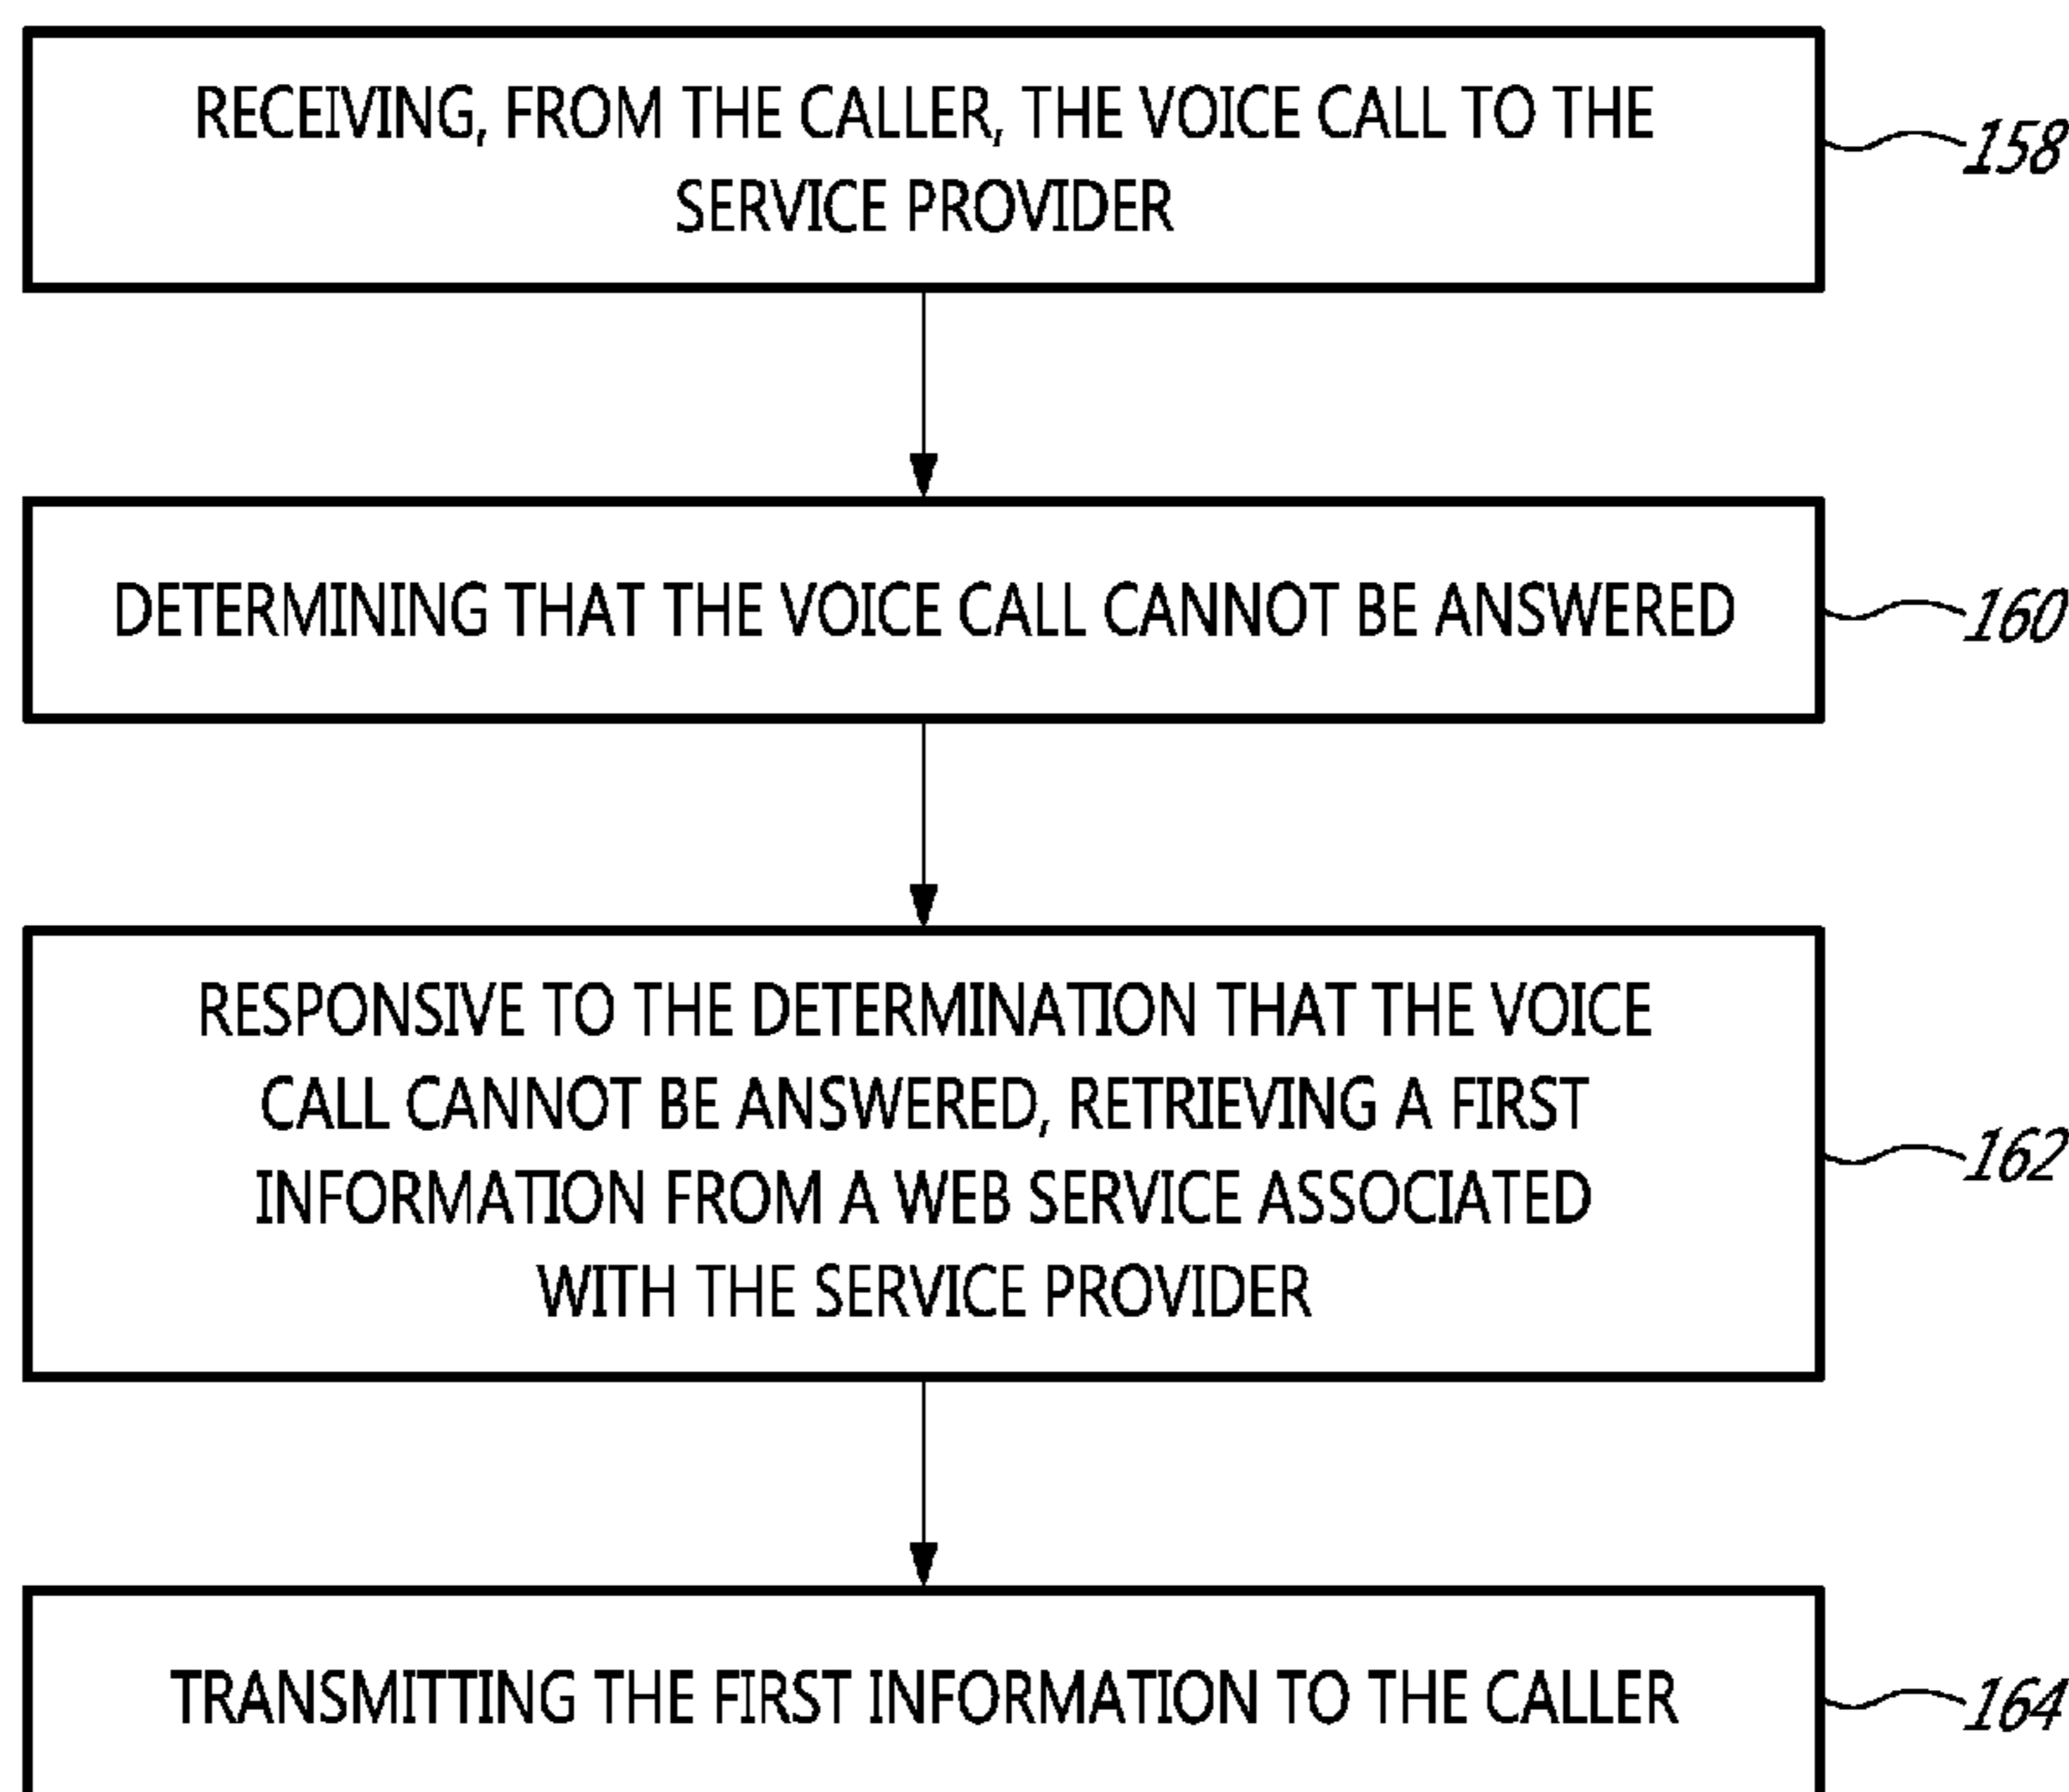 RECEIVING, FROM THE CALLER, THE VOICE CALL TO THE
SERVICE PROVIDER
158
DETERMINING THAT THE VOICE CALL CANNOT BE ANSWERED
160
RESPONSIVE TO THE DETERMINATION THAT THE VOICE
CALL CANNOT BE ANSWERED, RETRIEVING A FIRST
INFORMATION FROM A WEB SERVICE ASSOCIATED
WITH THE SERVICE PROVIDER
162
TRANSMITTING THE FIRST INFORMATION TO THE CALLER
164